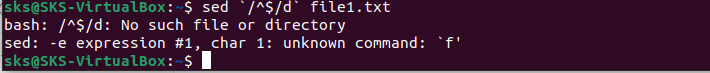 sks@SKS-VirtualBox:~$ sed `/^$/d` file1.txt
bash: /^$/d: No such file or directory
sed: -e expression #1, char 1: unknown command: `f'
sks@SKS-VirtualBox:~$